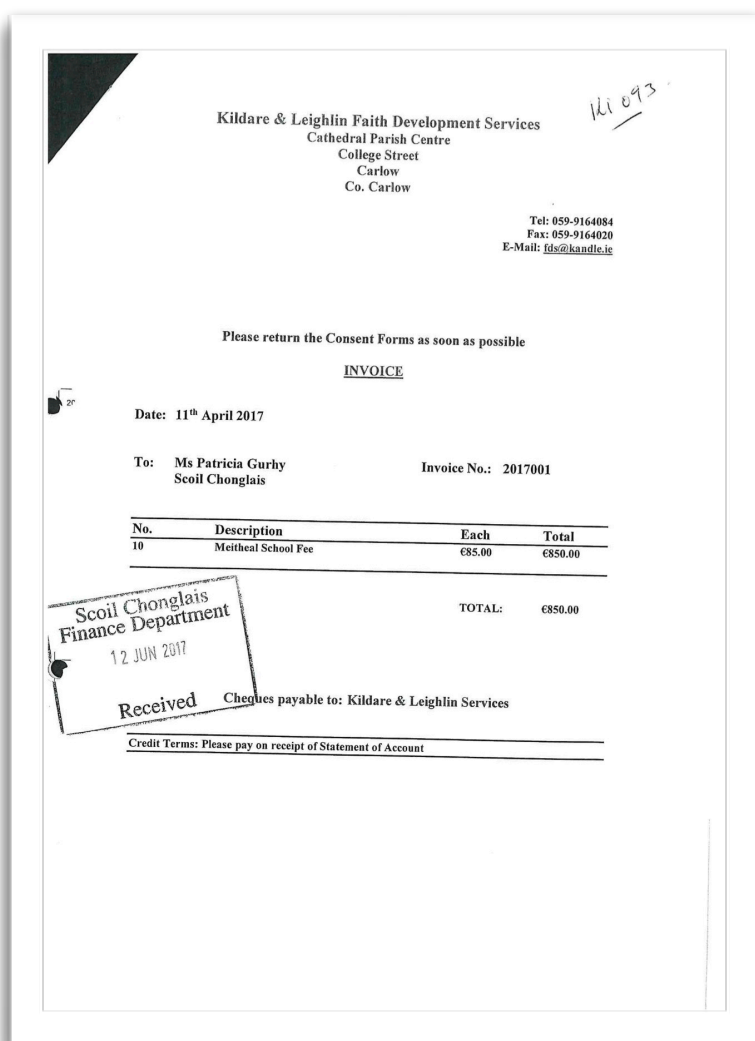 Ki 093
Kildare & Leighlin Faith Development Services
Cathedral Parish Centre
College Street
Carlow
Co. Carlow
Tel: 059-9164084
Fax: 059-9164020
E-Mail: fds@kandle.ie
Please return the Consent Forms as soon as possible
INVOICE
Date: 11th April 2017
To: Ms Patricia Gurhy
Scoil Chonglais
Invoice No.: 2017001
No. Description Each Total
10 Meitheal School Fee €85.00 €850.00
TOTAL: €850.00
Scoil Chonglais
Finance Department
12 JUN 2017
Received
Cheques payable to: Kildare & Leighlin Services
Credit Terms: Please pay on receipt of Statement of Account